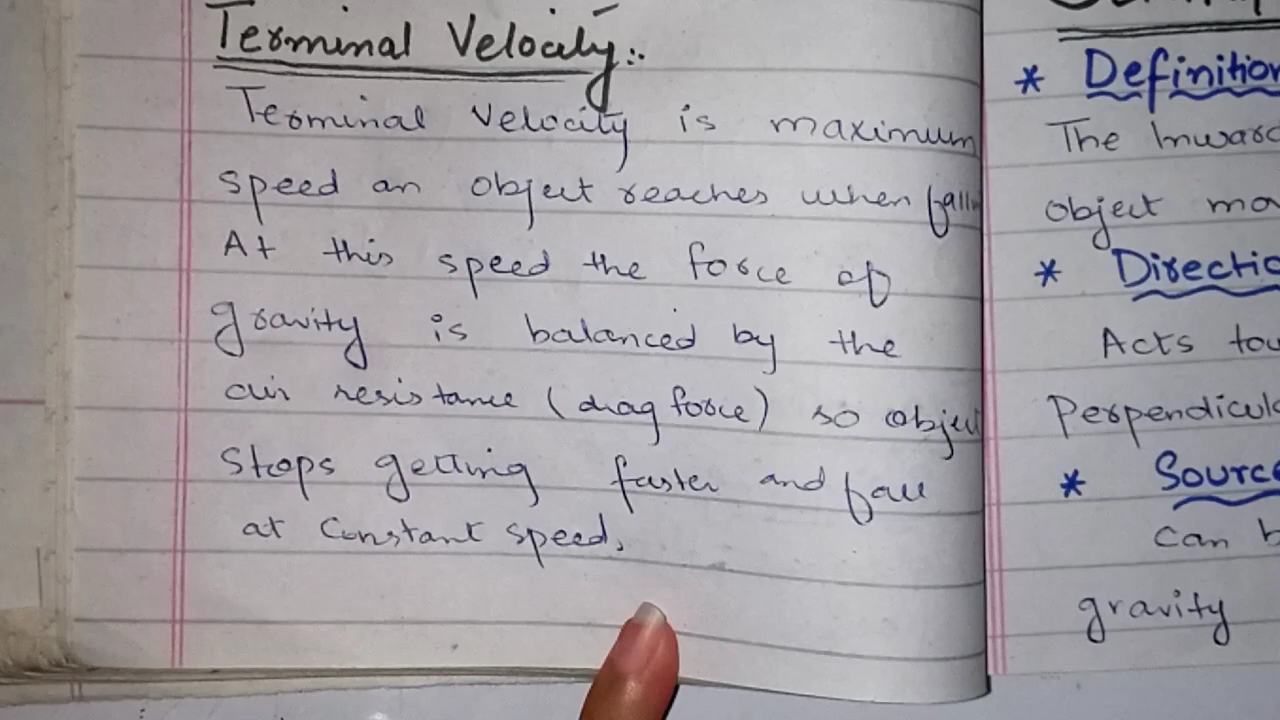 Terminal Velocity:.
Terminal Velocity is maximum
speed an object reaches when
At this speed the force of
gravity is balanced by the
air resistance (drag force) so object
stops getting faster and fall
at constant speed.
* Definition
The Inward
object
* Directio
Acts
Perpendicul
* Source
can b
gravity